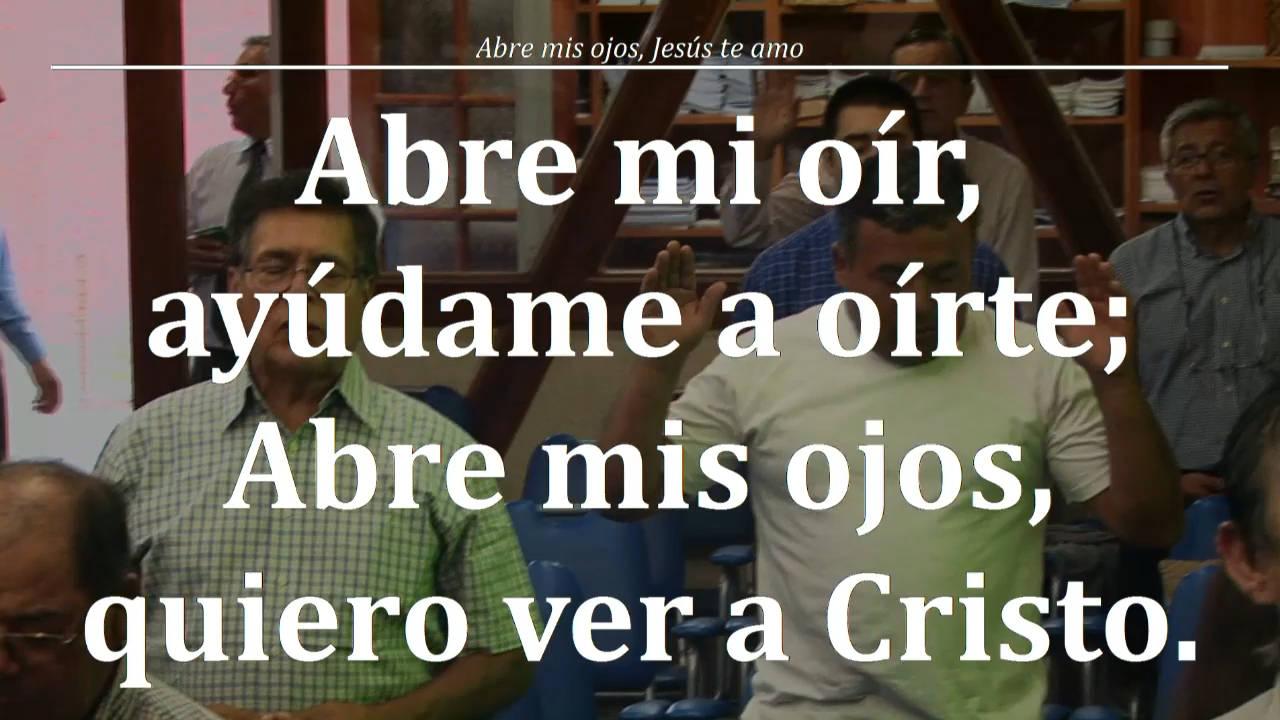 Abre mis ojos, Jesús te amo
Abre mi oír,
ayúdame a oírte;
Abre mis ojos,
quiero ver a Cristo.